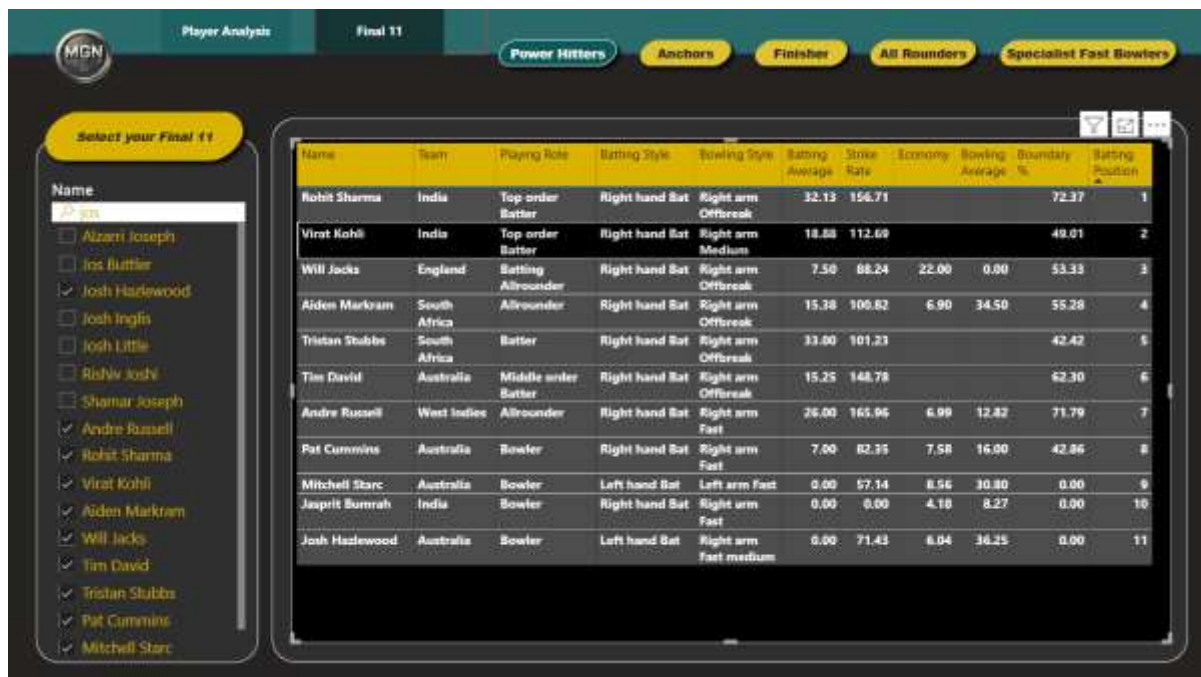 Player Analysis
Final 11
MGN
Power Hitters
Anchors
Finisher
All Rounders
Specialist Fast Bowlers
Select your Final 11
Name
jos
Alzarri Joseph
Jos Buttler
Josh Hazlewood
Josh Inglis
Josh Little
Rishiv Joshi
Shamar Joseph
Andre Russell
Rohit Sharma
Virat Kohli
Aiden Markram
Will Jacks
Tim David
Tristan Stubbs
Pat Cummins
Mitchell Starc
Name Team Playing Role Batting Style Bowling Style Batting Average Strike Rate Economy Bowling Average Boundary % Batting Position
Rohit Sharma India Top order Batter Right hand Bat Right arm Offbreak 32.13 156.71 72.37 1
Virat Kohli India Top order Batter Right hand Bat Right arm Medium 18.88 112.69 49.01 2
Will Jacks England Batting Allrounder Right hand Bat Right arm Offbreak 7.50 88.24 22.00 0.00 53.33 3
Aiden Markram South Africa Allrounder Right hand Bat Right arm Offbreak 15.38 100.82 6.90 34.50 55.28 4
Tristan Stubbs South Africa Batter Right hand Bat Right arm Offbreak 33.00 101.23 42.42 5
Tim David Australia Middle order Batter Right hand Bat Right arm Offbreak 15.25 148.78 62.30 6
Andre Russell West Indies Allrounder Right hand Bat Right arm Fast 26.00 165.96 6.99 12.82 71.79 7
Pat Cummins Australia Bowler Right hand Bat Right arm Fast 7.00 82.35 7.58 16.00 42.86 8
Mitchell Starc Australia Bowler Left hand Bat Left arm Fast 0.00 57.14 8.56 30.80 0.00 9
Jasprit Bumrah India Bowler Right hand Bat Right arm Fast 0.00 0.00 4.18 8.27 0.00 10
Josh Hazlewood Australia Bowler Left hand Bat Right arm Fast medium 0.00 71.43 6.04 36.25 0.00 11